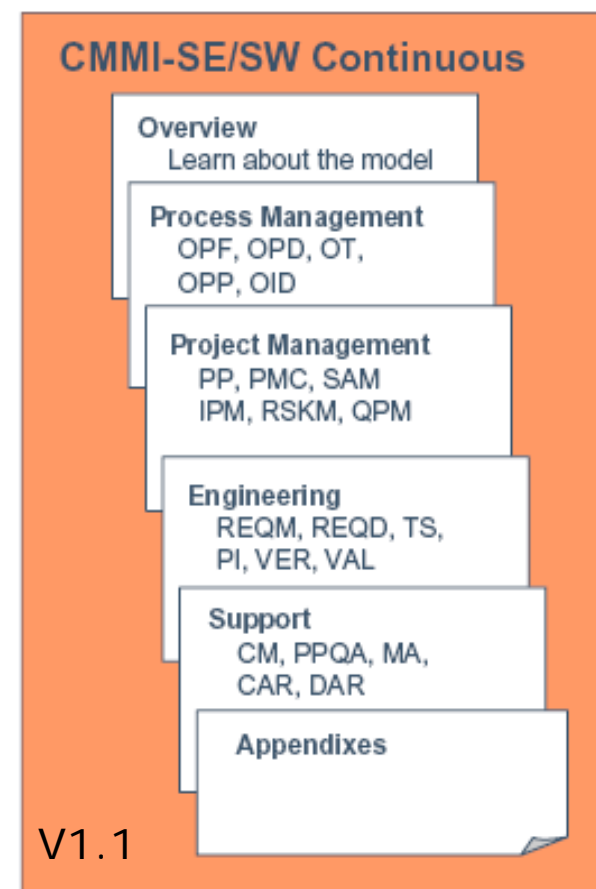 CMMI-SE/SW Continuous
Overview
Learn about the model
Process Management
OPF, OPD, OT,
OPP, OID
Project Management
PP, PMC, SAM
IPM, RSKM, QPM
Engineering
REQM, REQD, TS,
PI, VER, VAL
Support
CM, PPQA, MA,
CAR, DAR
Appendixes
V1.1